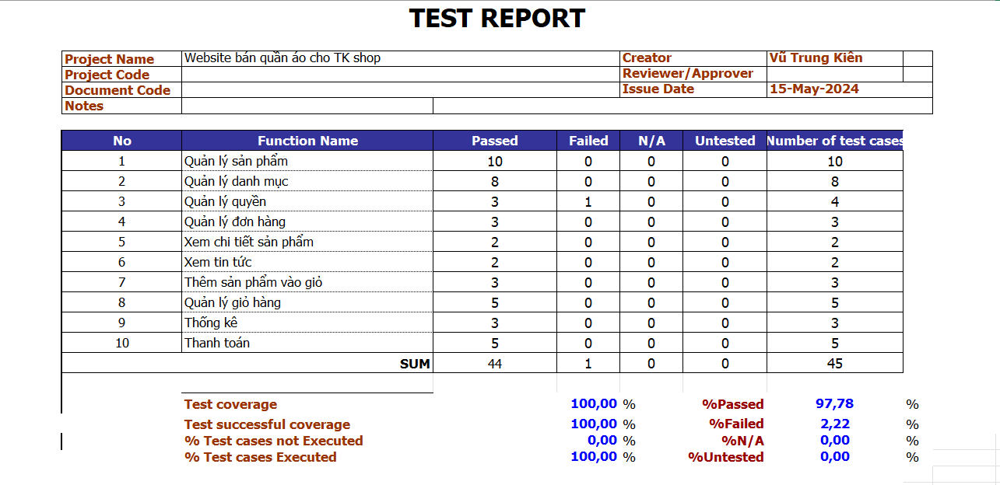 TEST REPORT
Project Name Website bán quần áo cho TK shop Creator Vũ Trung Kiên
Project Code Reviewer/Approver
Document Code Issue Date 15-May-2024
Notes
No Function Name Passed Failed N/A Untested Number of test cases
1 Quản lý sản phẩm 10 0 0 0 10
2 Quản lý danh mục 8 0 0 0 8
3 Quản lý quyền 3 1 0 0 4
4 Quản lý đơn hàng 3 0 0 0 3
5 Xem chi tiết sản phẩm 2 0 0 0 2
6 Xem tin tức 2 0 0 0 2
7 Thêm sản phẩm vào giỏ 3 0 0 0 3
8 Quản lý giỏ hàng 5 0 0 0 5
9 Thống kê 3 0 0 0 3
10 Thanh toán 5 0 0 0 5
SUM 44 1 0 0 45
Test coverage 100,00 % %Passed 97,78 %
Test successful coverage 100,00 % %Failed 2,22 %
% Test cases not Executed 0,00 % %N/A 0,00 %
% Test cases Executed 100,00 % %Untested 0,00 %